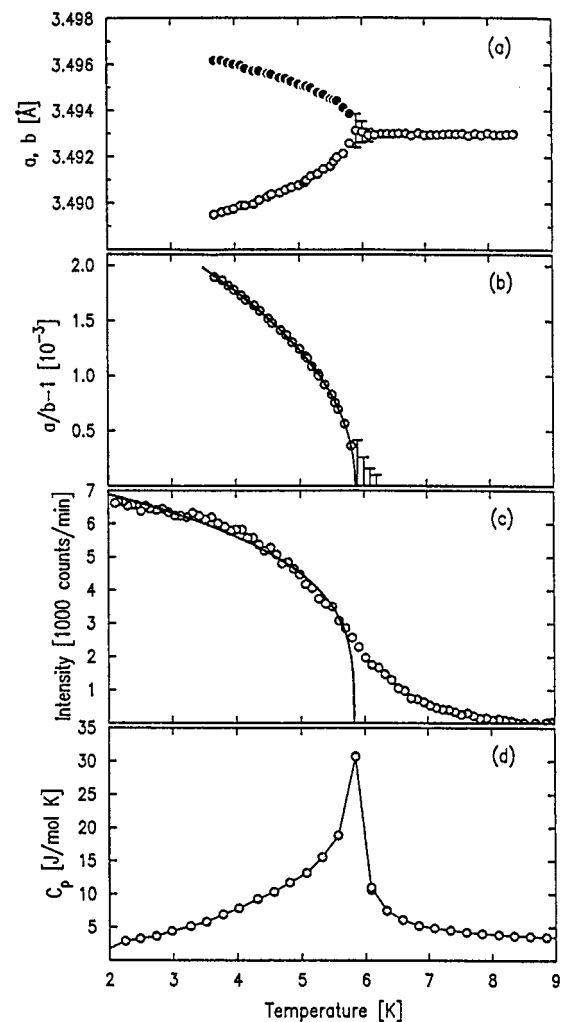 3.498
(a)
3.496
3.494
a, b [Å]
3.492
3.490
2.0
(b)
1.5
a/b−1 [10⁻³]
1.0
0.5
7
(c)
6
5
Intensity [1000 counts/min]
4
3
2
1
35
(d)
30
25
C_p [J/mol K]
20
15
10
5
2 3 4 5 6 7 8 9
Temperature [K]